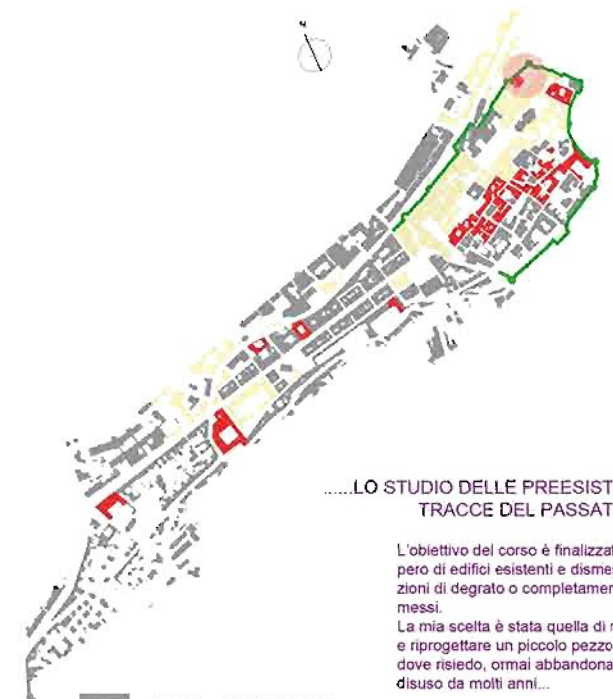 N
......LO STUDIO DELLE PREESIST
TRACCE DEL PASSAT
L'obiettivo del corso è finalizzat
pero di edifici esistenti e dismes
zioni di degrato o completamen
messi.
La mia scelta è stata quella di r
e riprogettare un piccolo pezzo
dove risiedo, ormai abbandona
disuso da molti anni...